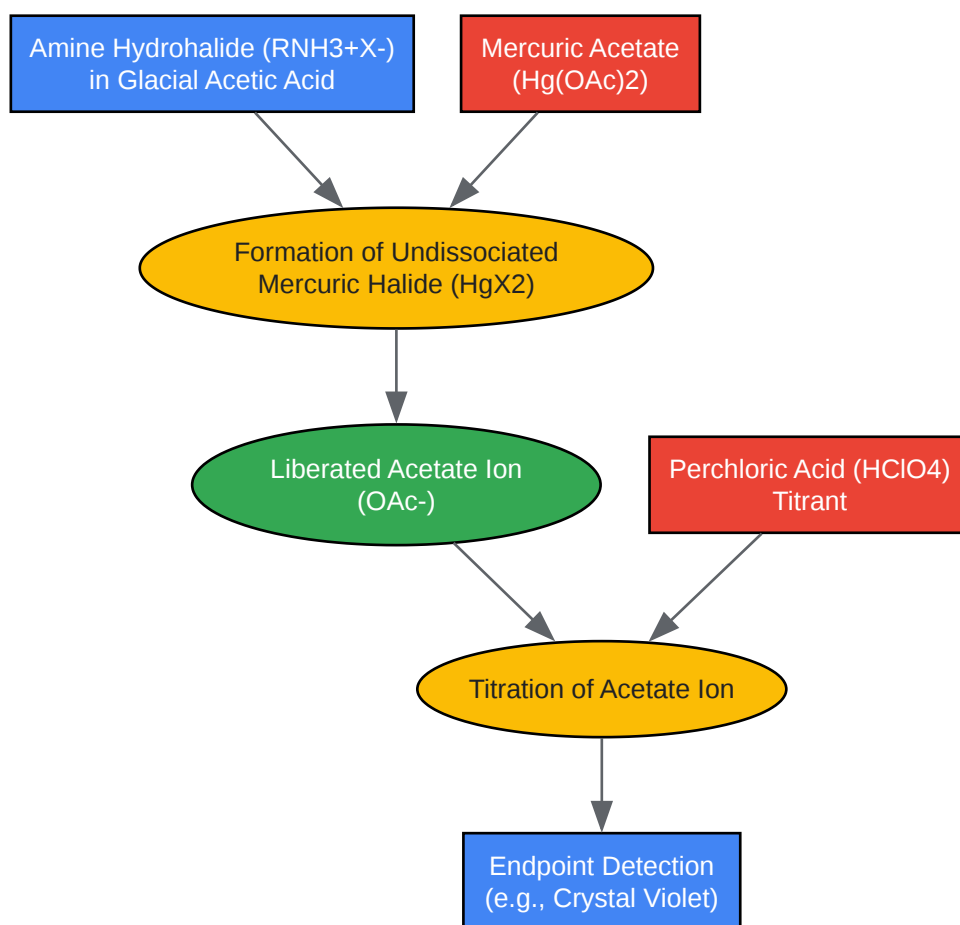 Amine Hydrohalide (RNH3+X-)
in Glacial Acetic Acid
Mercuric Acetate
(Hg(OAc)2)
Formation of Undissociated
Mercuric Halide (HgX2)
Liberated Acetate Ion
(OAc-)
Perchloric Acid (HClO4)
Titrant
Titration of Acetate Ion
Endpoint Detection
(e.g., Crystal Violet)